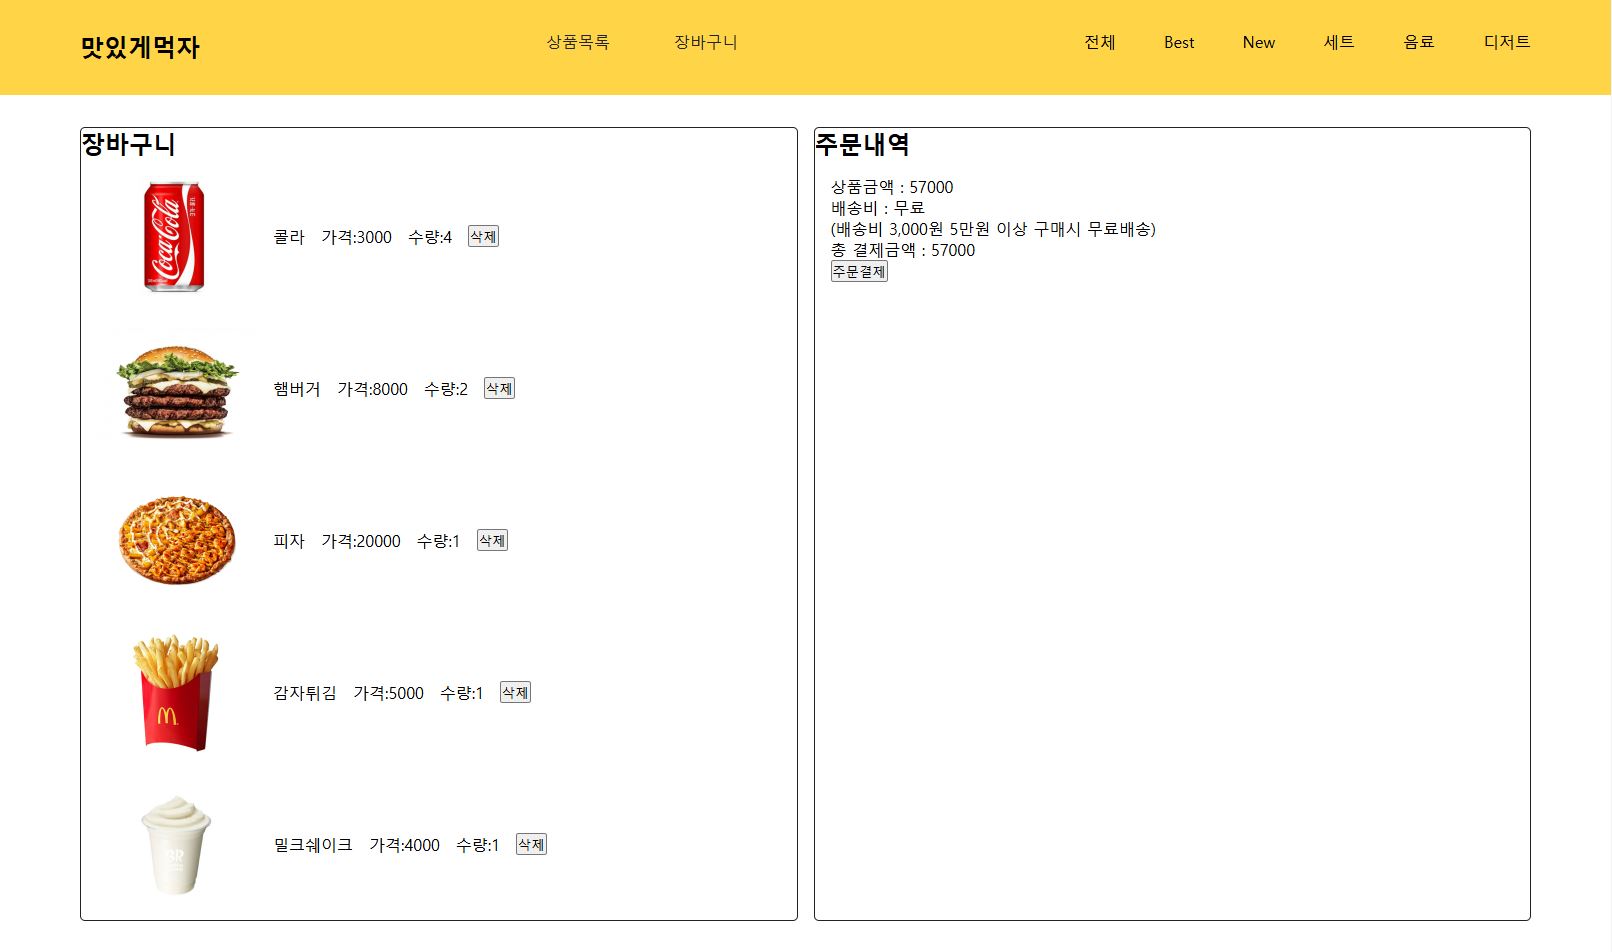 맛있게먹자 상품목록 장바구니 전체 Best New 세트 음료 디저트
장바구니
Coca-Cola
콜라 가격:3000 수량:4 삭제
햄버거 가격:8000 수량:2 삭제
피자 가격:20000 수량:1 삭제
감자튀김 가격:5000 수량:1 삭제
BR
밀크쉐이크 가격:4000 수량:1 삭제
주문내역
상품금액 : 57000
배송비 : 무료
(배송비 3,000원 5만원 이상 구매시 무료배송)
총 결제금액 : 57000
주문결제